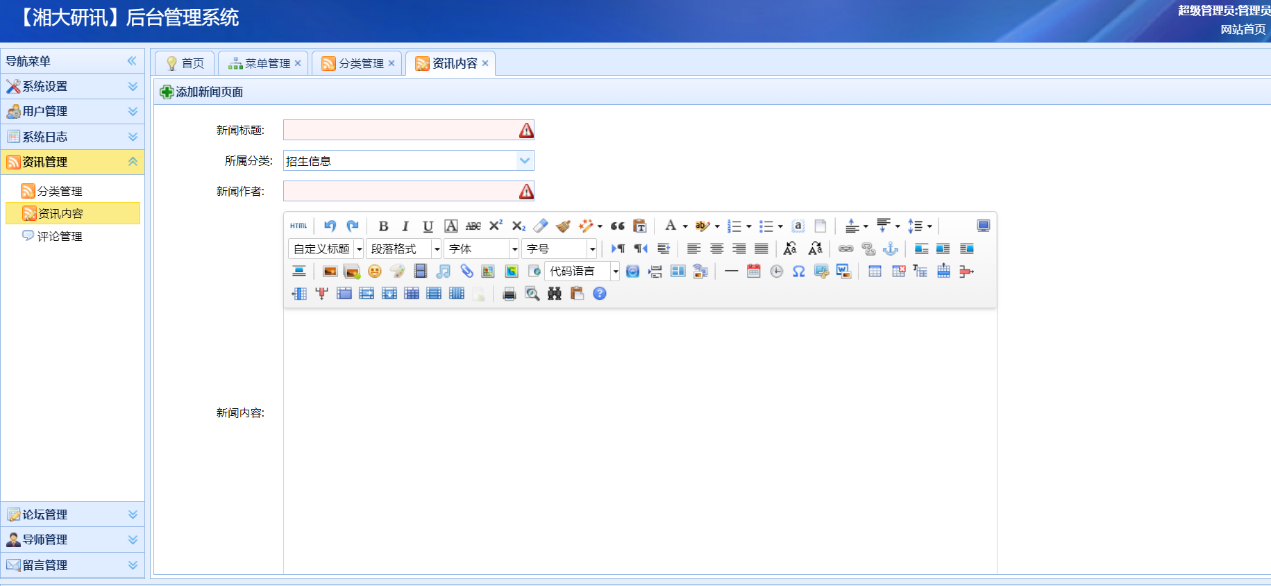 【湘大研讯】后台管理系统
超级管理员:管理员
网站首页
导航菜单
系统设置
用户管理
系统日志
资讯管理
分类管理
资讯内容
评论管理
论坛管理
导师管理
留言管理
首页
菜单管理
分类管理
资讯内容
添加新闻页面
新闻标题:
所属分类: 招生信息
新闻作者:
HTML B I U A ABC X² X₂ A ab a
自定义标题 段落格式 字体 字号
代码语言
新闻内容: